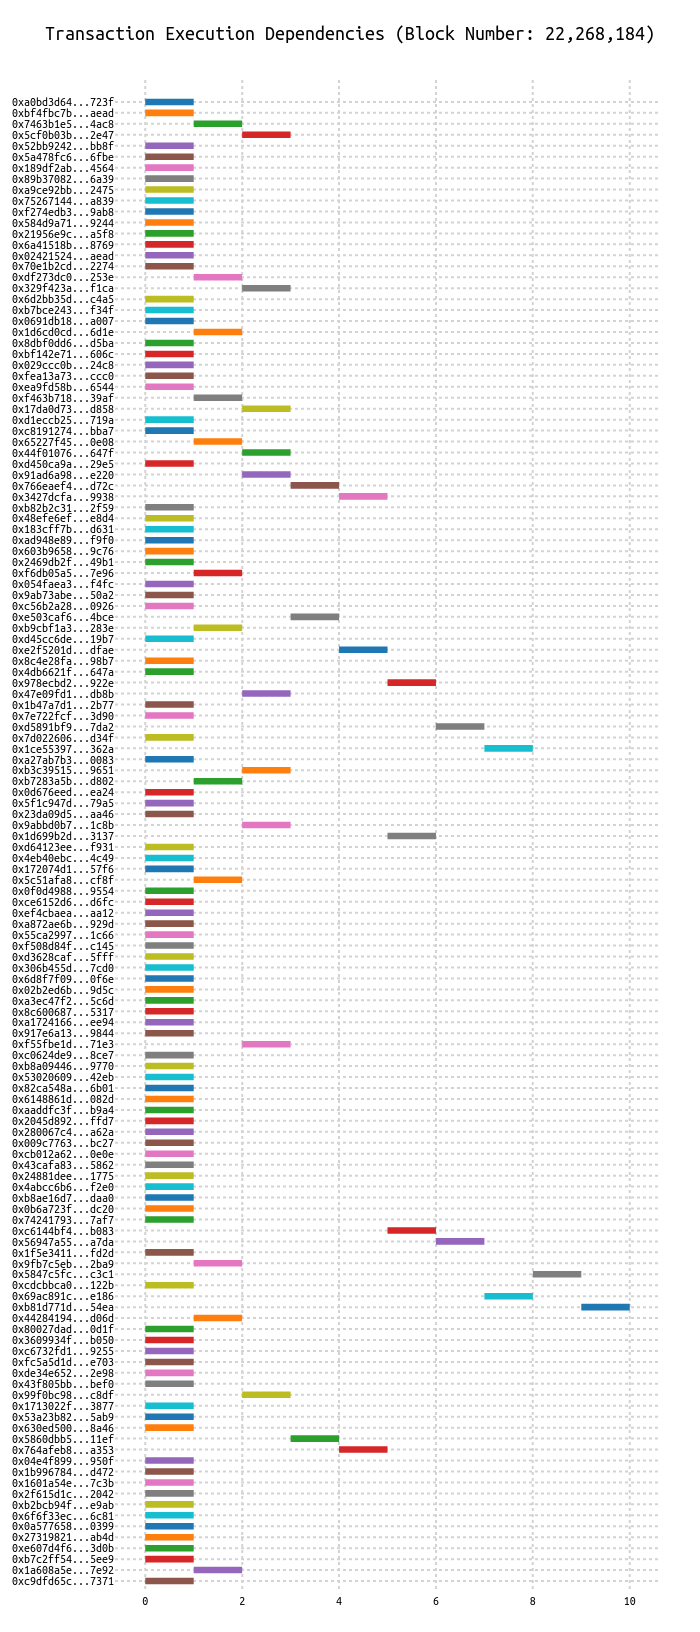 Transaction Execution Dependencies (Block Number: 22,268,184)
0xa0bd3d64...723f
0xbf4fbc7b...aead
0x7463b1e5...4ac8
0x5cf0b03b...2e47
0x52bb9242...bb8f
0x5a478fc6...6fbe
0x189df2ab...4564
0x89b37082...6a39
0xa9ce92bb...2475
0x75267144...a839
0xf274edb3...9ab8
0x584d9a71...9244
0x21956e9c...a5f8
0x6a41518b...8769
0x02421524...aead
0x70e1b2cd...2274
0xdf273dc0...253e
0x329f423a...f1ca
0x6d2bb35d...c4a5
0xb7bce243...f34f
0x0691db18...a007
0x1d6cd0cd...6d1e
0x8dbf0dd6...d5ba
0xbf142e71...606c
0x029ccc0b...24c8
0xfea13a73...ccc0
0xea9fd58b...6544
0xf463b718...39af
0x17da0d73...d858
0xd1eccb25...719a
0xc8191274...bba7
0x65227f45...0e08
0x44f01076...647f
0xd450ca9a...29e5
0x91ad6a98...e220
0x766eaef4...d72c
0x3427dcfa...9938
0xb82b2c31...2f59
0x48efe6ef...e8d4
0x183cff7b...d631
0xad948e89...f9f0
0x603b9658...9c76
0x2469db2f...49b1
0xf6db05a5...7e96
0x054faea3...f4fc
0x9ab73abe...50a2
0xc56b2a28...0926
0xe503caf6...4bce
0xb9cbf1a3...283e
0xd45cc6de...19b7
0xe2f5201d...dfae
0x8c4e28fa...98b7
0x4db6621f...647a
0x978ecbd2...922e
0x47e09fd1...db8b
0x1b47a7d1...2b77
0x7e722fcf...3d90
0xd5891bf9...7da2
0x7d022606...d34f
0x1ce55397...362a
0xa27ab7b3...0083
0xb3c39515...9651
0xb7283a5b...d802
0x0d676eed...ea24
0x5f1c947d...79a5
0x23da09d5...aa46
0x9abbd0b7...1c8b
0x1d699b2d...3137
0xd64123ee...f931
0x4eb40ebc...4c49
0x172074d1...57f6
0x5c51afa8...cf8f
0x0f0d4988...9554
0xce6152d6...d6fc
0xef4cbaea...aa12
0xa872ae6b...929d
0x55ca2997...1c66
0xf508d84f...c145
0xd3628caf...5fff
0x306b455d...7cd0
0x6d8f7f09...0f6e
0x02b2ed6b...9d5c
0xa3ec47f2...5c6d
0x8c600687...5317
0xa1724166...ee94
0x917e6a13...9844
0xf55fbe1d...71e3
0xc0624de9...8ce7
0xb8a09446...9770
0x53020609...42eb
0x82ca548a...6b01
0x6148861d...082d
0xaaddfc3f...b9a4
0x2045d892...ffd7
0x280067c4...a62a
0x009c7763...bc27
0xcb012a62...0e0e
0x43cafa83...5862
0x24881dee...1775
0x4abcc6b6...f2e0
0xb8ae16d7...daa0
0x0b6a723f...dc20
0x74241793...7af7
0xc6144bf4...b083
0x56947a55...a7da
0x1f5e3411...fd2d
0x9fb7c5eb...2ba9
0x5847c5fc...c3c1
0xcdcbbca0...122b
0x69ac891c...e186
0xb81d771d...54ea
0x44284194...d06d
0x80027dad...0d1f
0x3609934f...b050
0xc6732fd1...9255
0xfc5a5d1d...e703
0xde34e652...2e98
0x43f805bb...bef0
0x99f0bc98...c8df
0x1713022f...3877
0x53a23b82...5ab9
0x630ed500...8a46
0x5860dbb5...11ef
0x764afeb8...a353
0x04e4f899...950f
0x1b996784...d472
0x1601a54e...7c3b
0x2f615d1c...2042
0xb2bcb94f...e9ab
0x6f6f33ec...6c81
0x0a577658...0399
0x27319821...ab4d
0xe607d4f6...3d0b
0xb7c2ff54...5ee9
0x1a608a5e...7e92
0xc9dfd65c...7371
0 2 4 6 8 10